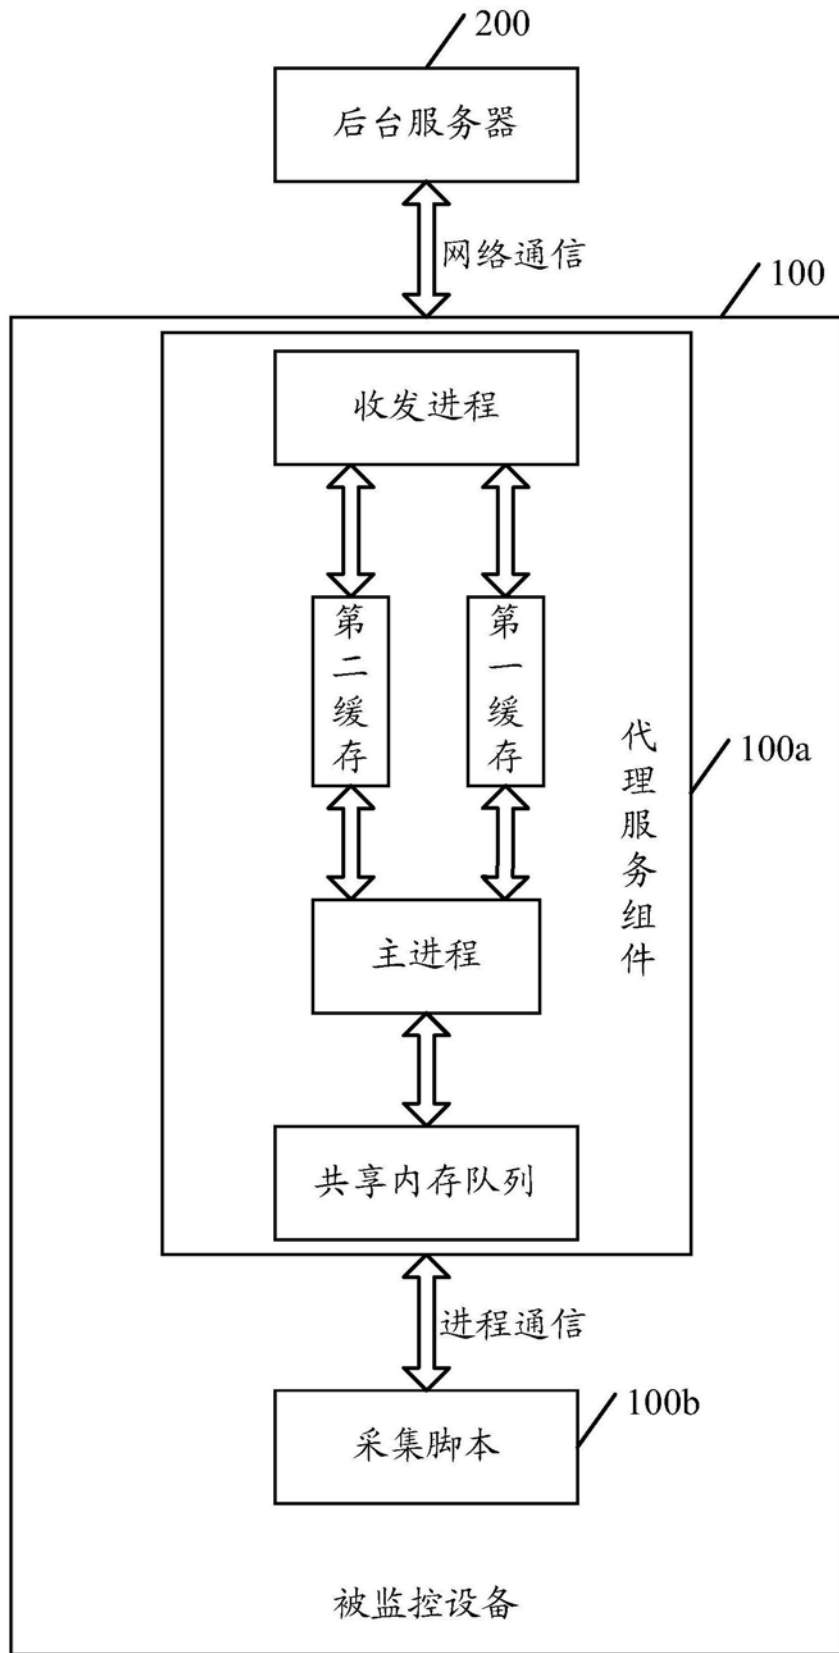 200
后台服务器
网络通信
100
收发进程
第二缓存
第一缓存
代理服务组件
100a
主进程
共享内存队列
进程通信
100b
采集脚本
被监控设备